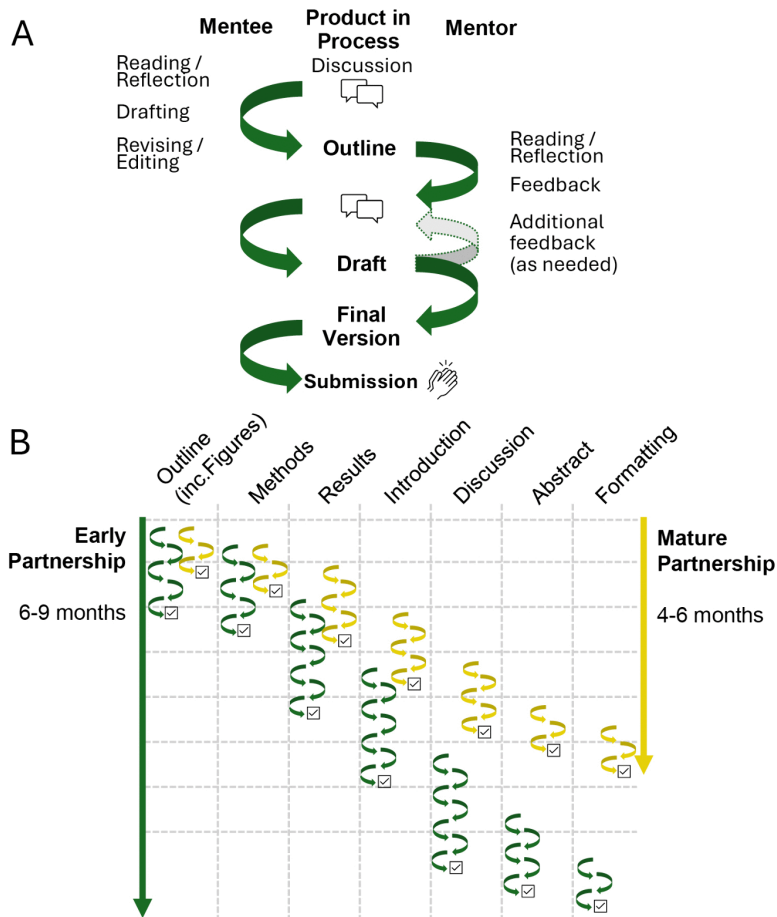 A
Mentee
Product in
Process
Mentor
Discussion
Reading /
Reflection
Drafting
Revising /
Editing
Outline
Reading /
Reflection
Feedback
Additional
feedback
(as needed)
Draft
Final
Version
Submission
B
Outline
(inc.Figures)
Methods
Results
Introduction
Discussion
Abstract
Formatting
Early
Partnership
6-9 months
Mature
Partnership
4-6 months